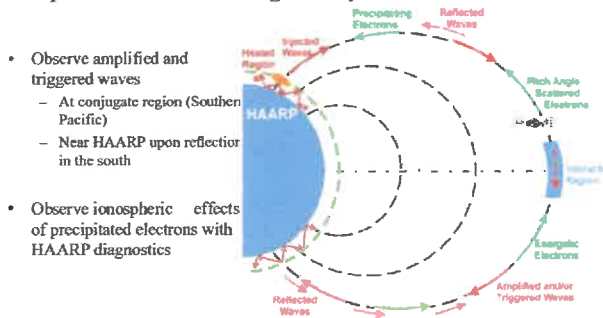 • Observe amplified and
triggered waves
– At conjugate region (Southen
Pacific)
– Near HAARP upon reflection
in the south
• Observe ionospheric effects
of precipitated electrons with
HAARP diagnostics
Precipitating
Electrons
Reflected
Waves
Injected
Waves
Heated
Region
HAARP
Pitch Angle
Scattered
Electrons
Region
Energetic
Electrons
Amplified and/or
Triggered Waves
Reflected
Waves